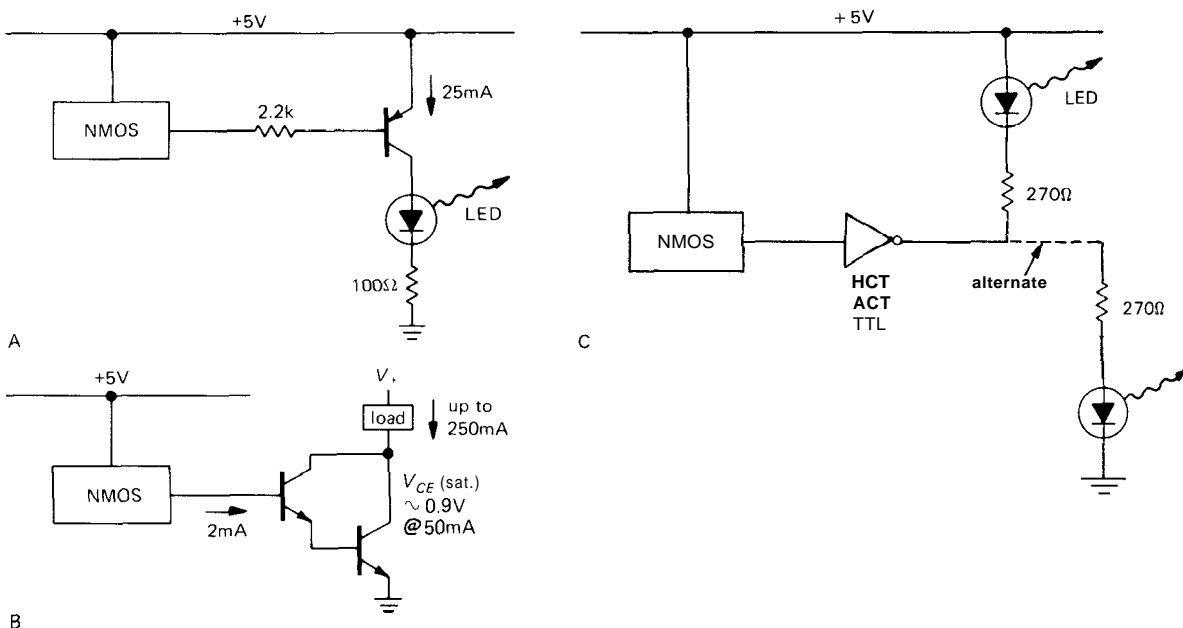 +5V
25mA
2.2k
NMOS
LED
100Ω
A
+5V
LED
270Ω
NMOS
HCT
ACT
TTL
alternate
270Ω
C
+5V
V+
load
up to
250mA
NMOS
2mA
VCE (sat.)
~ 0.9V
@50mA
B